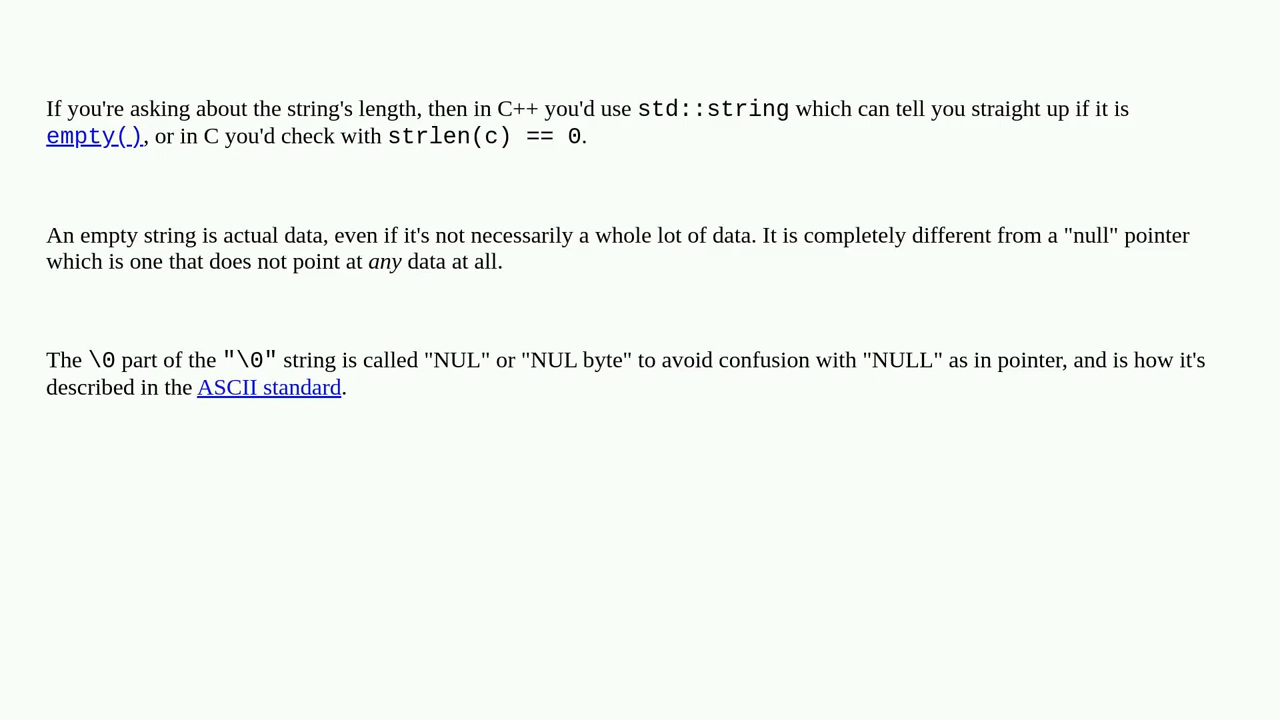 If you're asking about the string's length, then in C++ you'd use std::string which can tell you straight up if it is
empty(), or in C you'd check with strlen(c) == 0.
An empty string is actual data, even if it's not necessarily a whole lot of data. It is completely different from a "null" pointer
which is one that does not point at any data at all.
The \0 part of the "\0" string is called "NUL" or "NUL byte" to avoid confusion with "NULL" as in pointer, and is how it's
described in the ASCII standard.